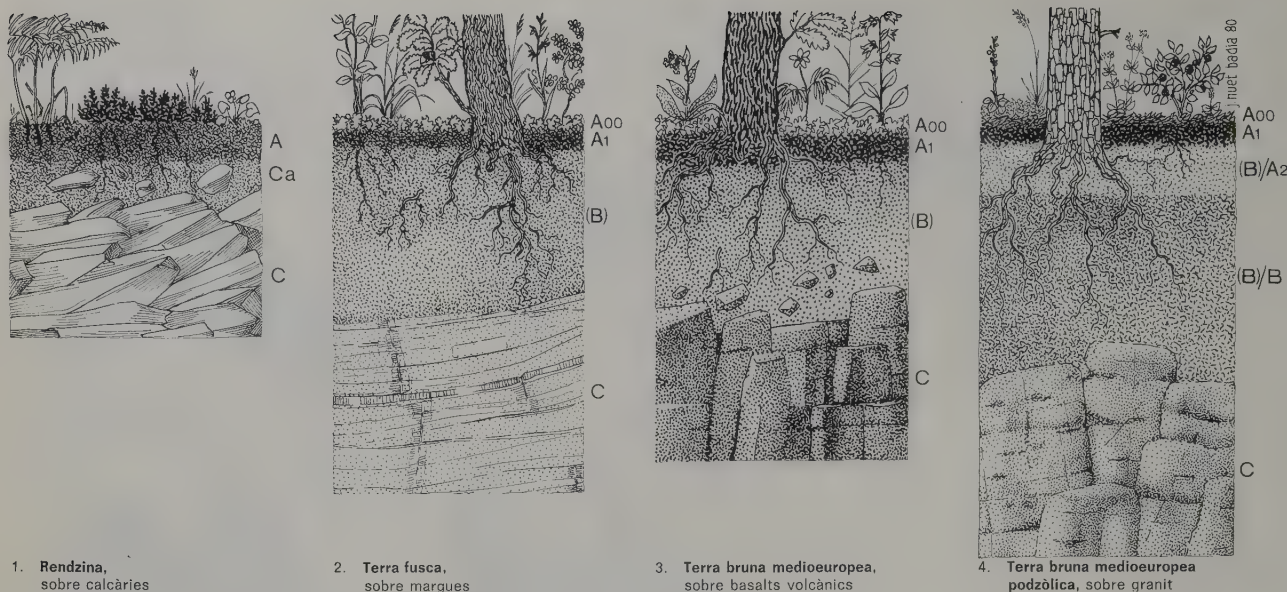 A
Ca
C
1. Rendzina,
sobre calcàries
A00
A1
(B)
C
2. Terra fusca,
sobre margues
A00
A1
(B)
C
3. Terra bruna medioeuropea,
sobre basalts volcànics
j nuet badia 80
A00
A1
(B)/A2
(B)/B
C
4. Terra bruna medioeuropea
podzòlica, sobre granit